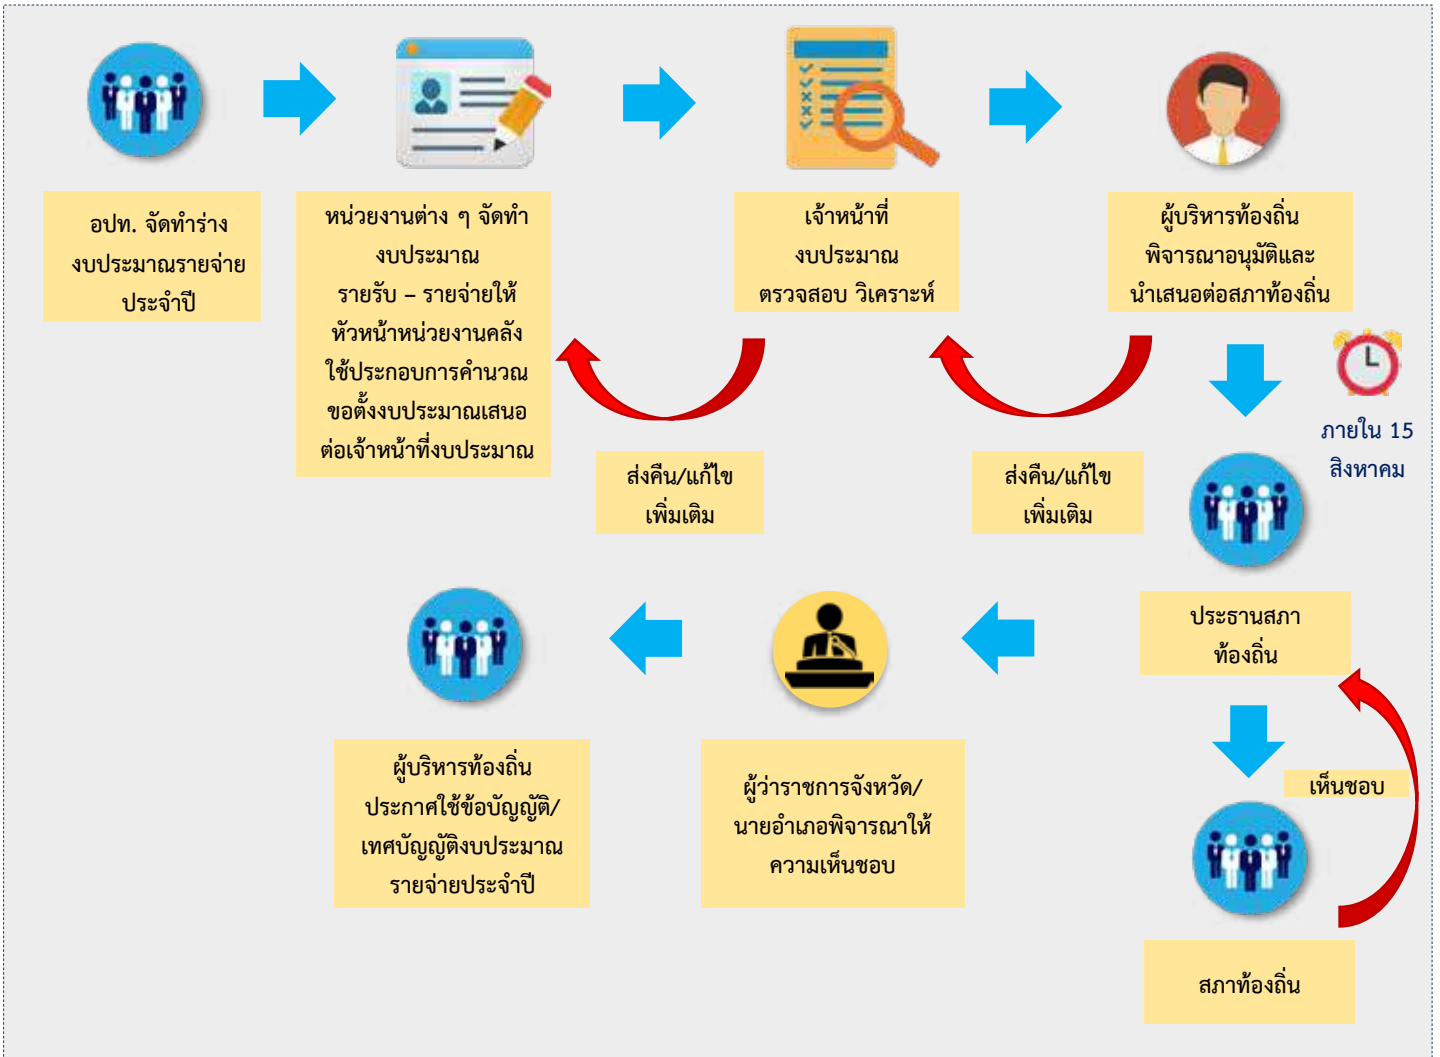 อปท. จัดทำร่าง
งบประมาณรายจ่าย
ประจำปี
หน่วยงานต่าง ๆ จัดทำ
งบประมาณ
รายรับ – รายจ่ายให้
หัวหน้าหน่วยงานคลัง
ใช้ประกอบการคำนวณ
ขอตั้งงบประมาณเสนอ
ต่อเจ้าหน้าที่งบประมาณ
เจ้าหน้าที่
งบประมาณ
ตรวจสอบ วิเคราะห์
ผู้บริหารท้องถิ่น
พิจารณาอนุมัติและ
นำเสนอต่อสภาท้องถิ่น
ส่งคืน/แก้ไข
เพิ่มเติม
ส่งคืน/แก้ไข
เพิ่มเติม
ภายใน 15
สิงหาคม
ประธานสภา
ท้องถิ่น
เห็นชอบ
สภาท้องถิ่น
ผู้ว่าราชการจังหวัด/
นายอำเภอพิจารณาให้
ความเห็นชอบ
ผู้บริหารท้องถิ่น
ประกาศใช้ข้อบัญญัติ/
เทศบัญญัติงบประมาณ
รายจ่ายประจำปี